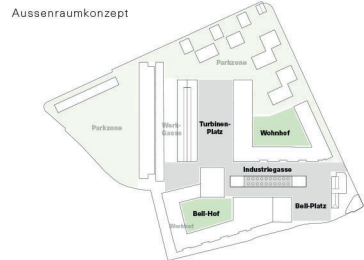 Aussenraumkonzept
Parkzone
Parkzone
Werk-
Gasse
Turbinen-
Platz
Wohnhof
Industriegasse
Bell-Platz
Bell-Hof
Werkhof